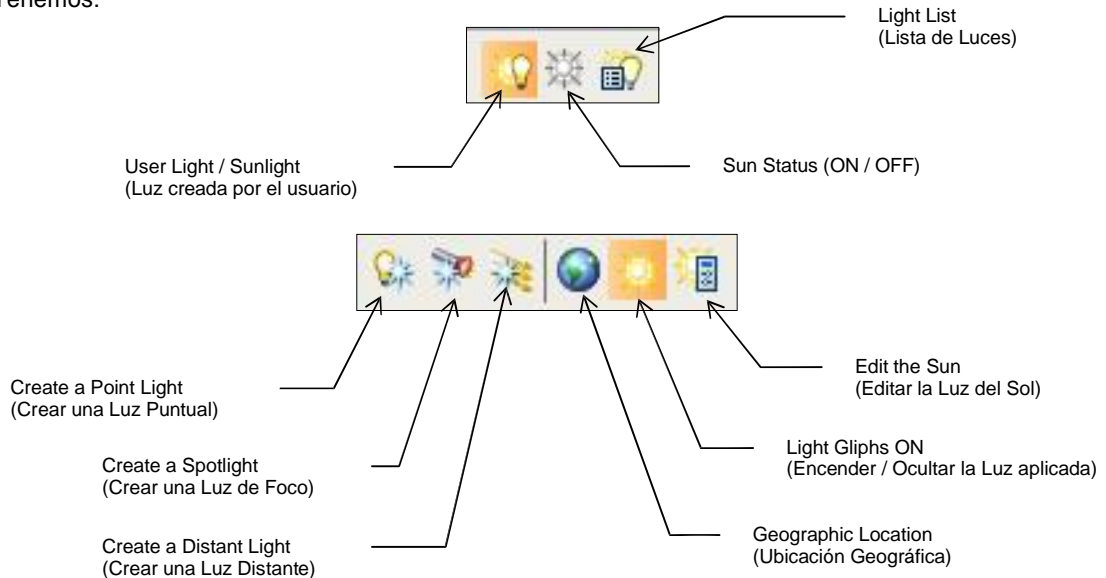 Tenemos:
Light List
(Lista de Luces)
User Light / Sunlight
(Luz creada por el usuario)
Sun Status (ON / OFF)
Create a Point Light
(Crear una Luz Puntual)
Edit the Sun
(Editar la Luz del Sol)
Create a Spotlight
(Crear una Luz de Foco)
Light Gliphs ON
(Encender / Ocultar la Luz aplicada)
Create a Distant Light
(Crear una Luz Distante)
Geographic Location
(Ubicación Geográfica)